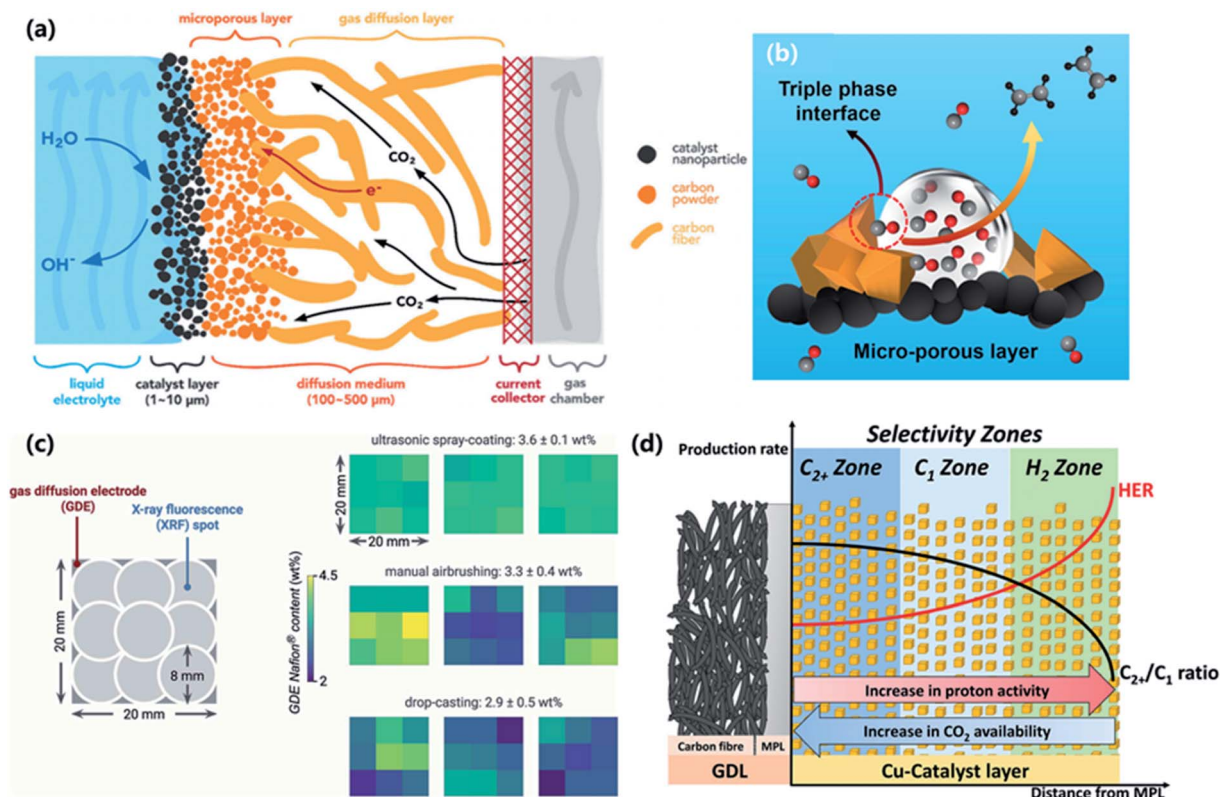 (a)
microporous layer
gas diffusion layer
H2O
OH-
CO2
e-
CO2
catalyst
nanoparticle
carbon
powder
carbon
fiber
liquid
electrolyte
catalyst layer
(1~10 μm)
diffusion medium
(100~500 μm)
current
collector
gas
chamber
(b)
Triple phase
interface
Micro-porous layer
(c)
gas diffusion electrode
(GDE)
X-ray fluorescence
(XRF) spot
20 mm
8 mm
20 mm
GDE Nafion® content (wt%)
4.5
2
ultrasonic spray-coating: 3.6 ± 0.1 wt%
20 mm
20 mm
manual airbrushing: 3.3 ± 0.4 wt%
drop-casting: 2.9 ± 0.5 wt%
(d)
Production rate
Selectivity Zones
C2+ Zone
C1 Zone
H2 Zone
HER
C2+/C1 ratio
Increase in proton activity
Increase in CO2 availability
Carbon fibre
MPL
GDL
Cu-Catalyst layer
Distance from MPL